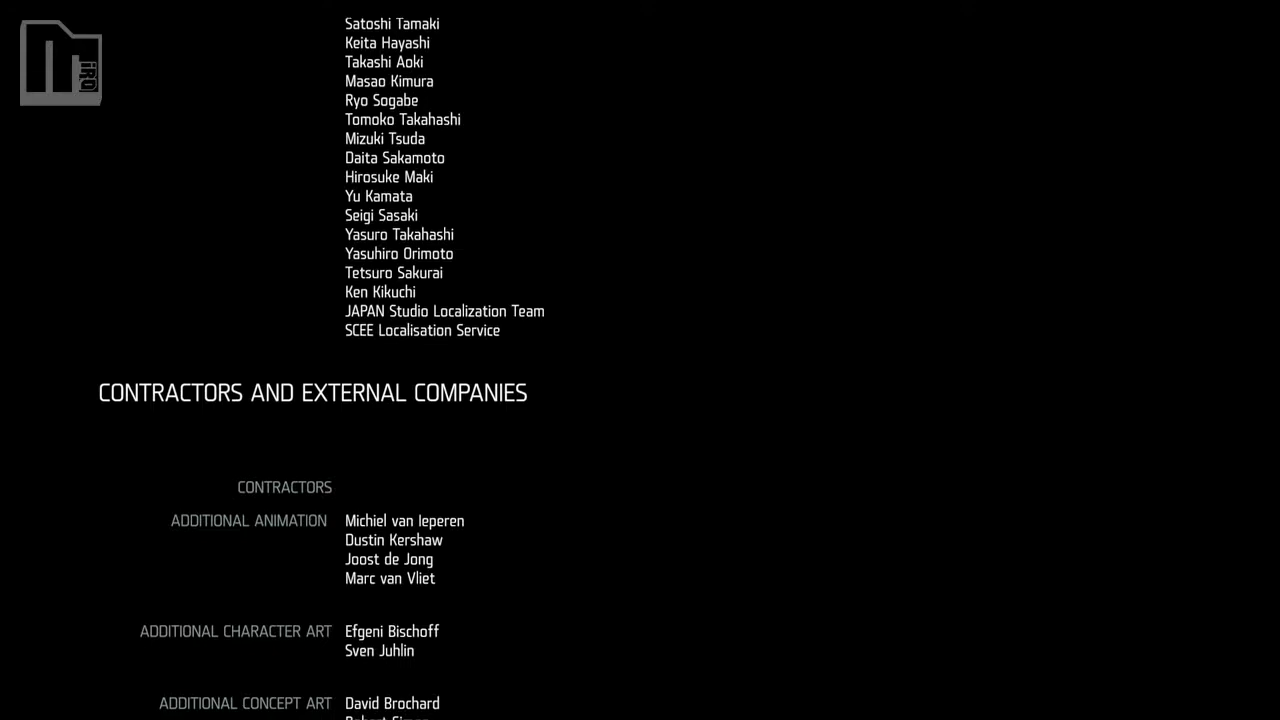 Satoshi Tamaki
Keita Hayashi
Takashi Aoki
Masao Kimura
Ryo Sogabe
Tomoko Takahashi
Mizuki Tsuda
Daita Sakamoto
Hirosuke Maki
Yu Kamata
Seigi Sasaki
Yasuro Takahashi
Yasuhiro Orimoto
Tetsuro Sakurai
Ken Kikuchi
JAPAN Studio Localization Team
SCEE Localisation Service
CONTRACTORS AND EXTERNAL COMPANIES
CONTRACTORS
ADDITIONAL ANIMATION Michiel van Ieperen
Dustin Kershaw
Joost de Jong
Marc van Vliet
ADDITIONAL CHARACTER ART Efgeni Bischoff
Sven Juhlin
ADDITIONAL CONCEPT ART David Brochard